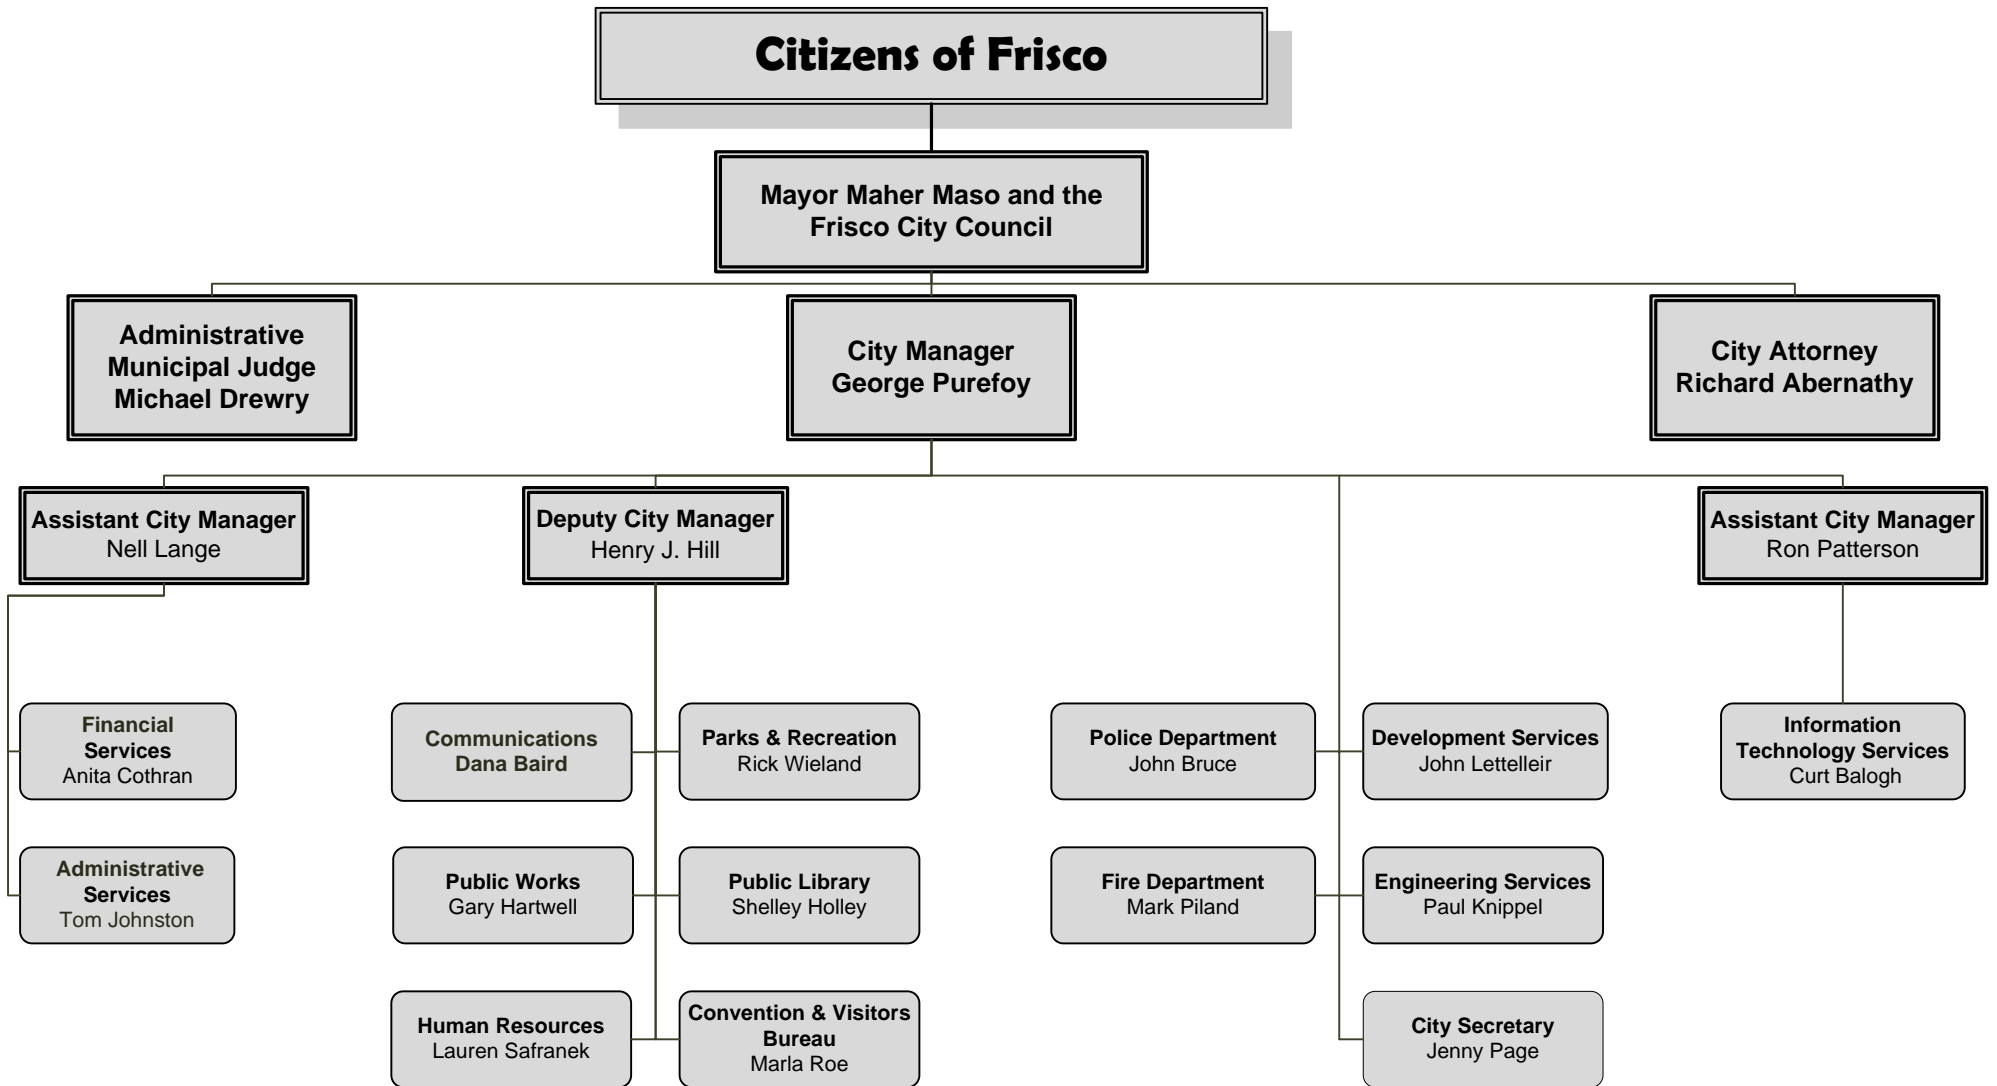 Citizens of Frisco
Mayor Maher Maso and the
Frisco City Council
Administrative
Municipal Judge
Michael Drewry
City Manager
George Purefoy
City Attorney
Richard Abernathy
Assistant City Manager
Nell Lange
Deputy City Manager
Henry J. Hill
Assistant City Manager
Ron Patterson
Financial
Services
Anita Cothran
Communications
Dana Baird
Parks & Recreation
Rick Wieland
Police Department
John Bruce
Development Services
John Lettelleir
Information
Technology Services
Curt Balogh
Administrative
Services
Tom Johnston
Public Works
Gary Hartwell
Public Library
Shelley Holley
Fire Department
Mark Piland
Engineering Services
Paul Knippel
Human Resources
Lauren Safranek
Convention & Visitors
Bureau
Marla Roe
City Secretary
Jenny Page